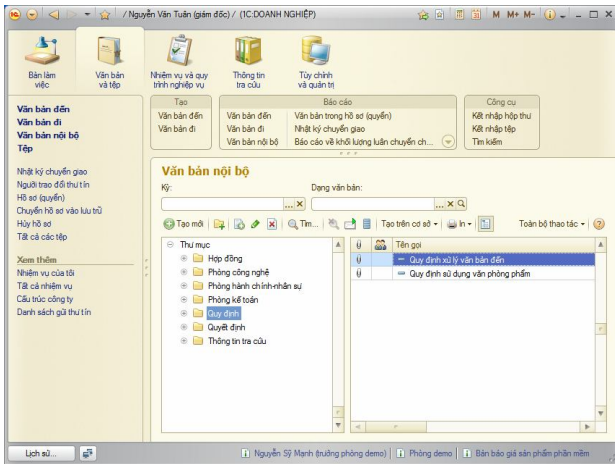 / Nguyễn Văn Tuân (giám đốc) / (1C:DOANH NGHIỆP)
M M+ M-
Bàn làm việc
Văn bản và tệp
Nhiệm vụ và quy trình nghiệp vụ
Thông tin tra cứu
Tùy chỉnh và quản trị
Văn bản đến
Văn bản đi
Văn bản nội bộ
Tệp
Nhật ký chuyển giao
Người trao đổi thư tín
Hồ sơ (quyển)
Chuyển hồ sơ vào lưu trữ
Hủy hồ sơ
Tất cả các tệp
Xem thêm
Nhiệm vụ của tôi
Tất cả nhiệm vụ
Cấu trúc công ty
Danh sách gửi thư tín
Tạo
Văn bản đến
Văn bản đi
Báo cáo
Văn bản đến
Văn bản đi
Văn bản nội bộ
Văn bản trong hồ sơ (quyển)
Nhật ký chuyển giao
Báo cáo về khối lượng luân chuyển ch...
Công cụ
Kết nhập hộp thư
Kết nhập tệp
Tìm kiếm
Văn bản nội bộ
Kỳ:
Dạng văn bản:
Tạo mới
Tìm...
Tạo trên cơ sở
In
Toàn bộ thao tác
Thư mục
Hợp đồng
Phòng công nghệ
Phòng hành chính-nhân sự
Phòng kế toán
Quy định
Quyết định
Thông tin tra cứu
Tên gọi
Quy định xử lý văn bản đến
Quy định sử dụng văn phòng phẩm
Lịch sử...
Nguyễn Sỹ Mạnh (trưởng phòng demo)
Phòng demo
Bản báo giá sản phẩm phần mềm